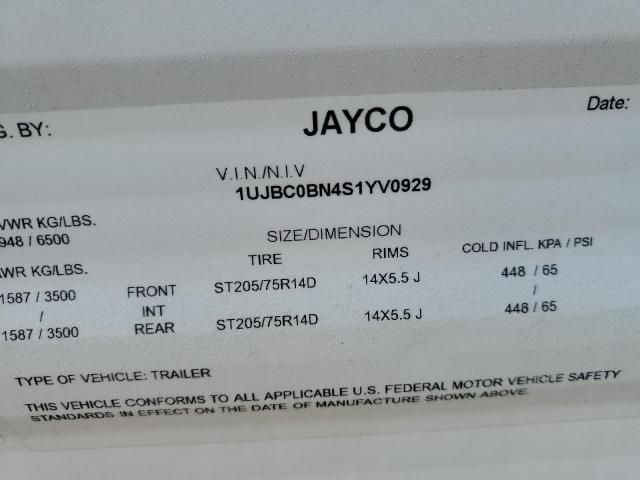 G. BY: JAYCO Date:
V.I.N./N.I.V
1UJBC0BN4S1YV0929
VWR KG/LBS.
948 / 6500 SIZE/DIMENSION
AWR KG/LBS. TIRE RIMS COLD INFL. KPA / PSI
1587 / 3500 FRONT ST205/75R14D 14X5.5 J 448 / 65
/ INT /
1587 / 3500 REAR ST205/75R14D 14X5.5 J 448 / 65
TYPE OF VEHICLE: TRAILER
THIS VEHICLE CONFORMS TO ALL APPLICABLE U.S. FEDERAL MOTOR VEHICLE SAFETY
STANDARDS IN EFFECT ON THE DATE OF MANUFACTURE SHOWN ABOVE.